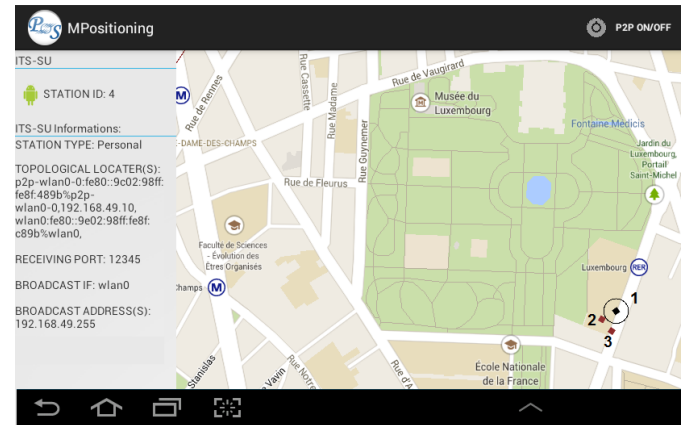 MPositioning
P2P ON/OFF
ITS-SU
STATION ID: 4
ITS-SU Informations:
STATION TYPE: Personal
TOPOLOGICAL LOCATER(S):
p2p-wlan0-0:fe80::9c02:98ff:
fe8f:489b%p2p-
wlan0-0,192.168.49.10,
wlan0:fe80::9e02:98ff:fe8f:
c89b%wlan0,
RECEIVING PORT: 12345
BROADCAST IF: wlan0
BROADCAST ADDRESS(S):
192.168.49.255
M
Rue de Rennes
Rue Cassette
Rue Madame
Rue Guynemer
Rue de Vaugirard
Musée du
Luxembourg
Fontaine Médicis
Jardin du
Luxembourg,
Portail
Saint-Michel
-DAME-DES-CHAMPS
Rue de Fleurus
Faculté de Sciences
- Évolution des
Êtres Organisés
Luxembourg
RER
champs
M
1
2
3
École Nationale
de la France
Stanislas
Vavin
Rue Notre
Rue d'A